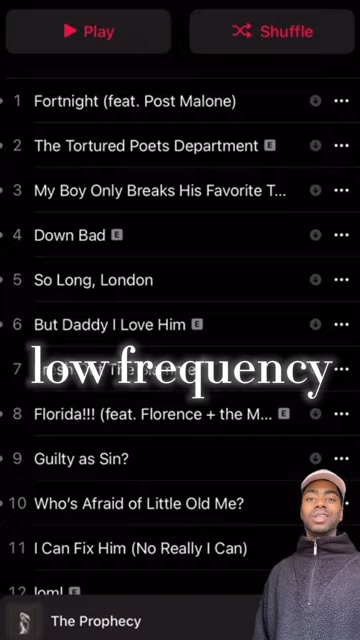 Play
Shuffle
1 Fortnight (feat. Post Malone)
2 The Tortured Poets Department E
3 My Boy Only Breaks His Favorite T...
4 Down Bad E
5 So Long, London
6 But Daddy I Love Him E
7
low frequency
8 Florida!!! (feat. Florence + the M... E
9 Guilty as Sin?
10 Who's Afraid of Little Old Me?
11 I Can Fix Him (No Really I Can)
12 loml E
The Prophecy